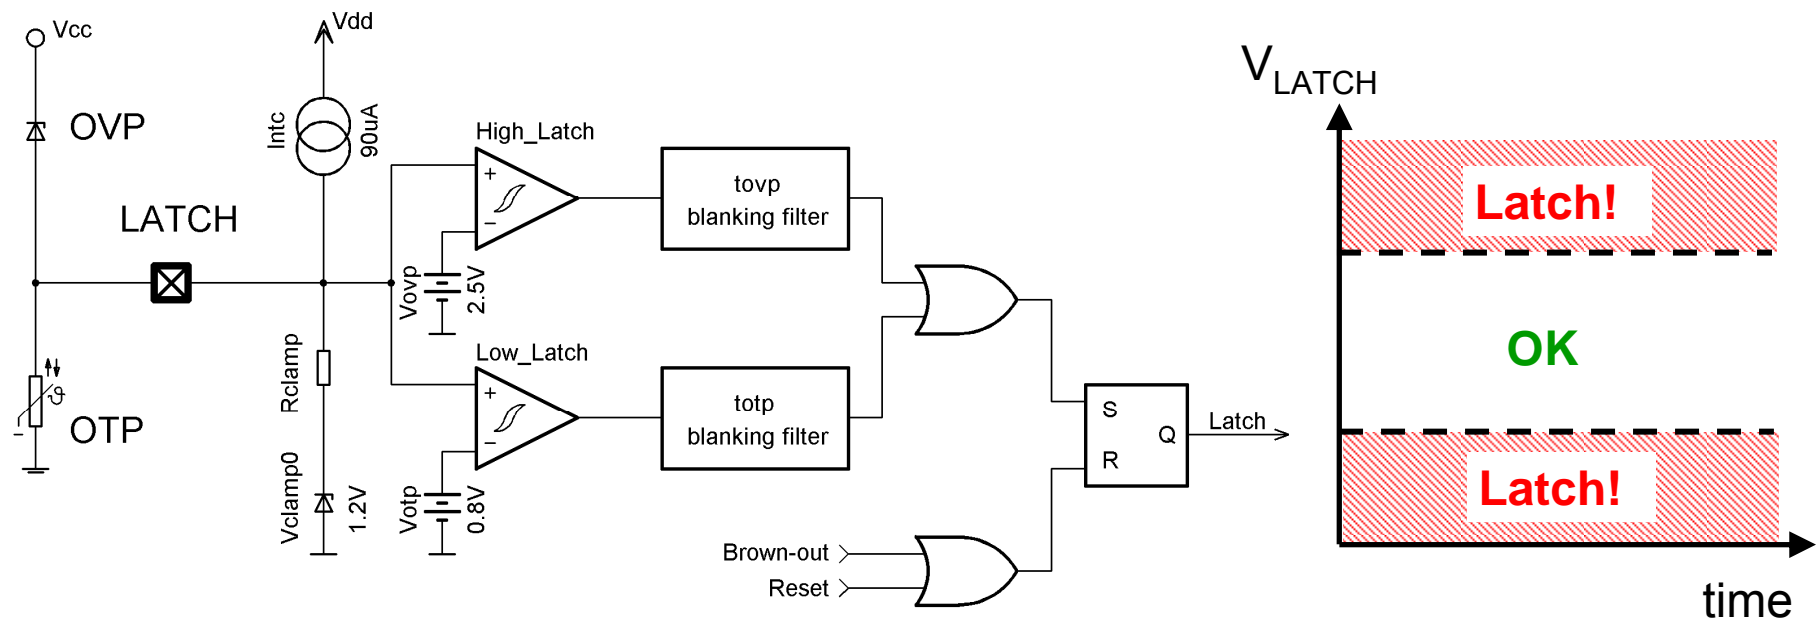 Vcc
OVP
LATCH
OTP
Vdd
Intc
90uA
Rclamp
Vclamp0
1.2V
High_Latch
+
−
Vovp
2.5V
Low_Latch
+
−
Votp
0.8V
tovp
blanking filter
totp
blanking filter
Brown-out
Reset
S
R
Q
Latch
VLATCH
Latch!
OK
Latch!
time